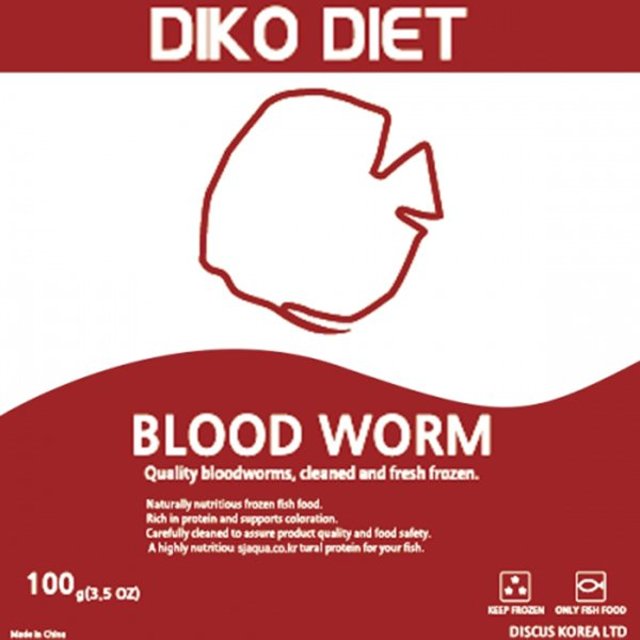 DIKO DIET
BLOOD WORM
Quality bloodworms, cleaned and fresh frozen.
Naturally nutritious frozen fish food.
Rich in protein and supports coloration.
Carefully cleaned to assure product quality and food safety.
A highly nutritiou sjaqua.co.kr tural protein for your fish.
100g(3,5 OZ)
KEEP FROZEN ONLY FISH FOOD
Made in China
DISCUS KOREA LTD